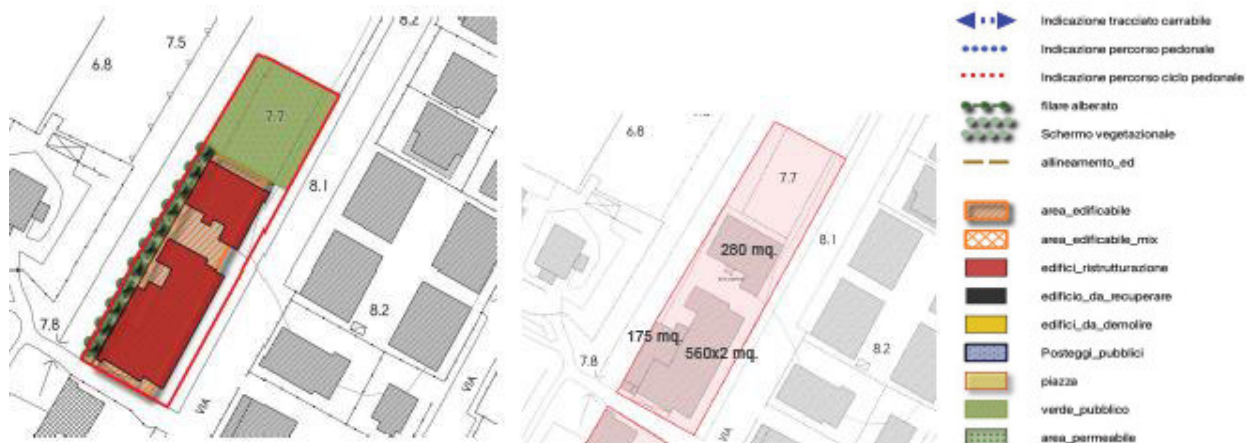 8.2
7.5
6.8
7.7
8.1
8.2
7.8
VIA
6.8
7.7
8.1
280 mq.
175 mq.
560x2 mq.
7.8
8.2
VIA
Indicazione tracciato carrabile
Indicazione percorso pedonale
Indicazione percorso ciclo pedonale
filare alberato
Schermo vegetazionale
allineamento_ed
area_edificabile
area_edificabile_mix
edifici_ristrutturazione
edificio_da_recuperare
edifici_da_demolire
Posteggi_pubblici
piazza
verde_pubblico
area_permeabile